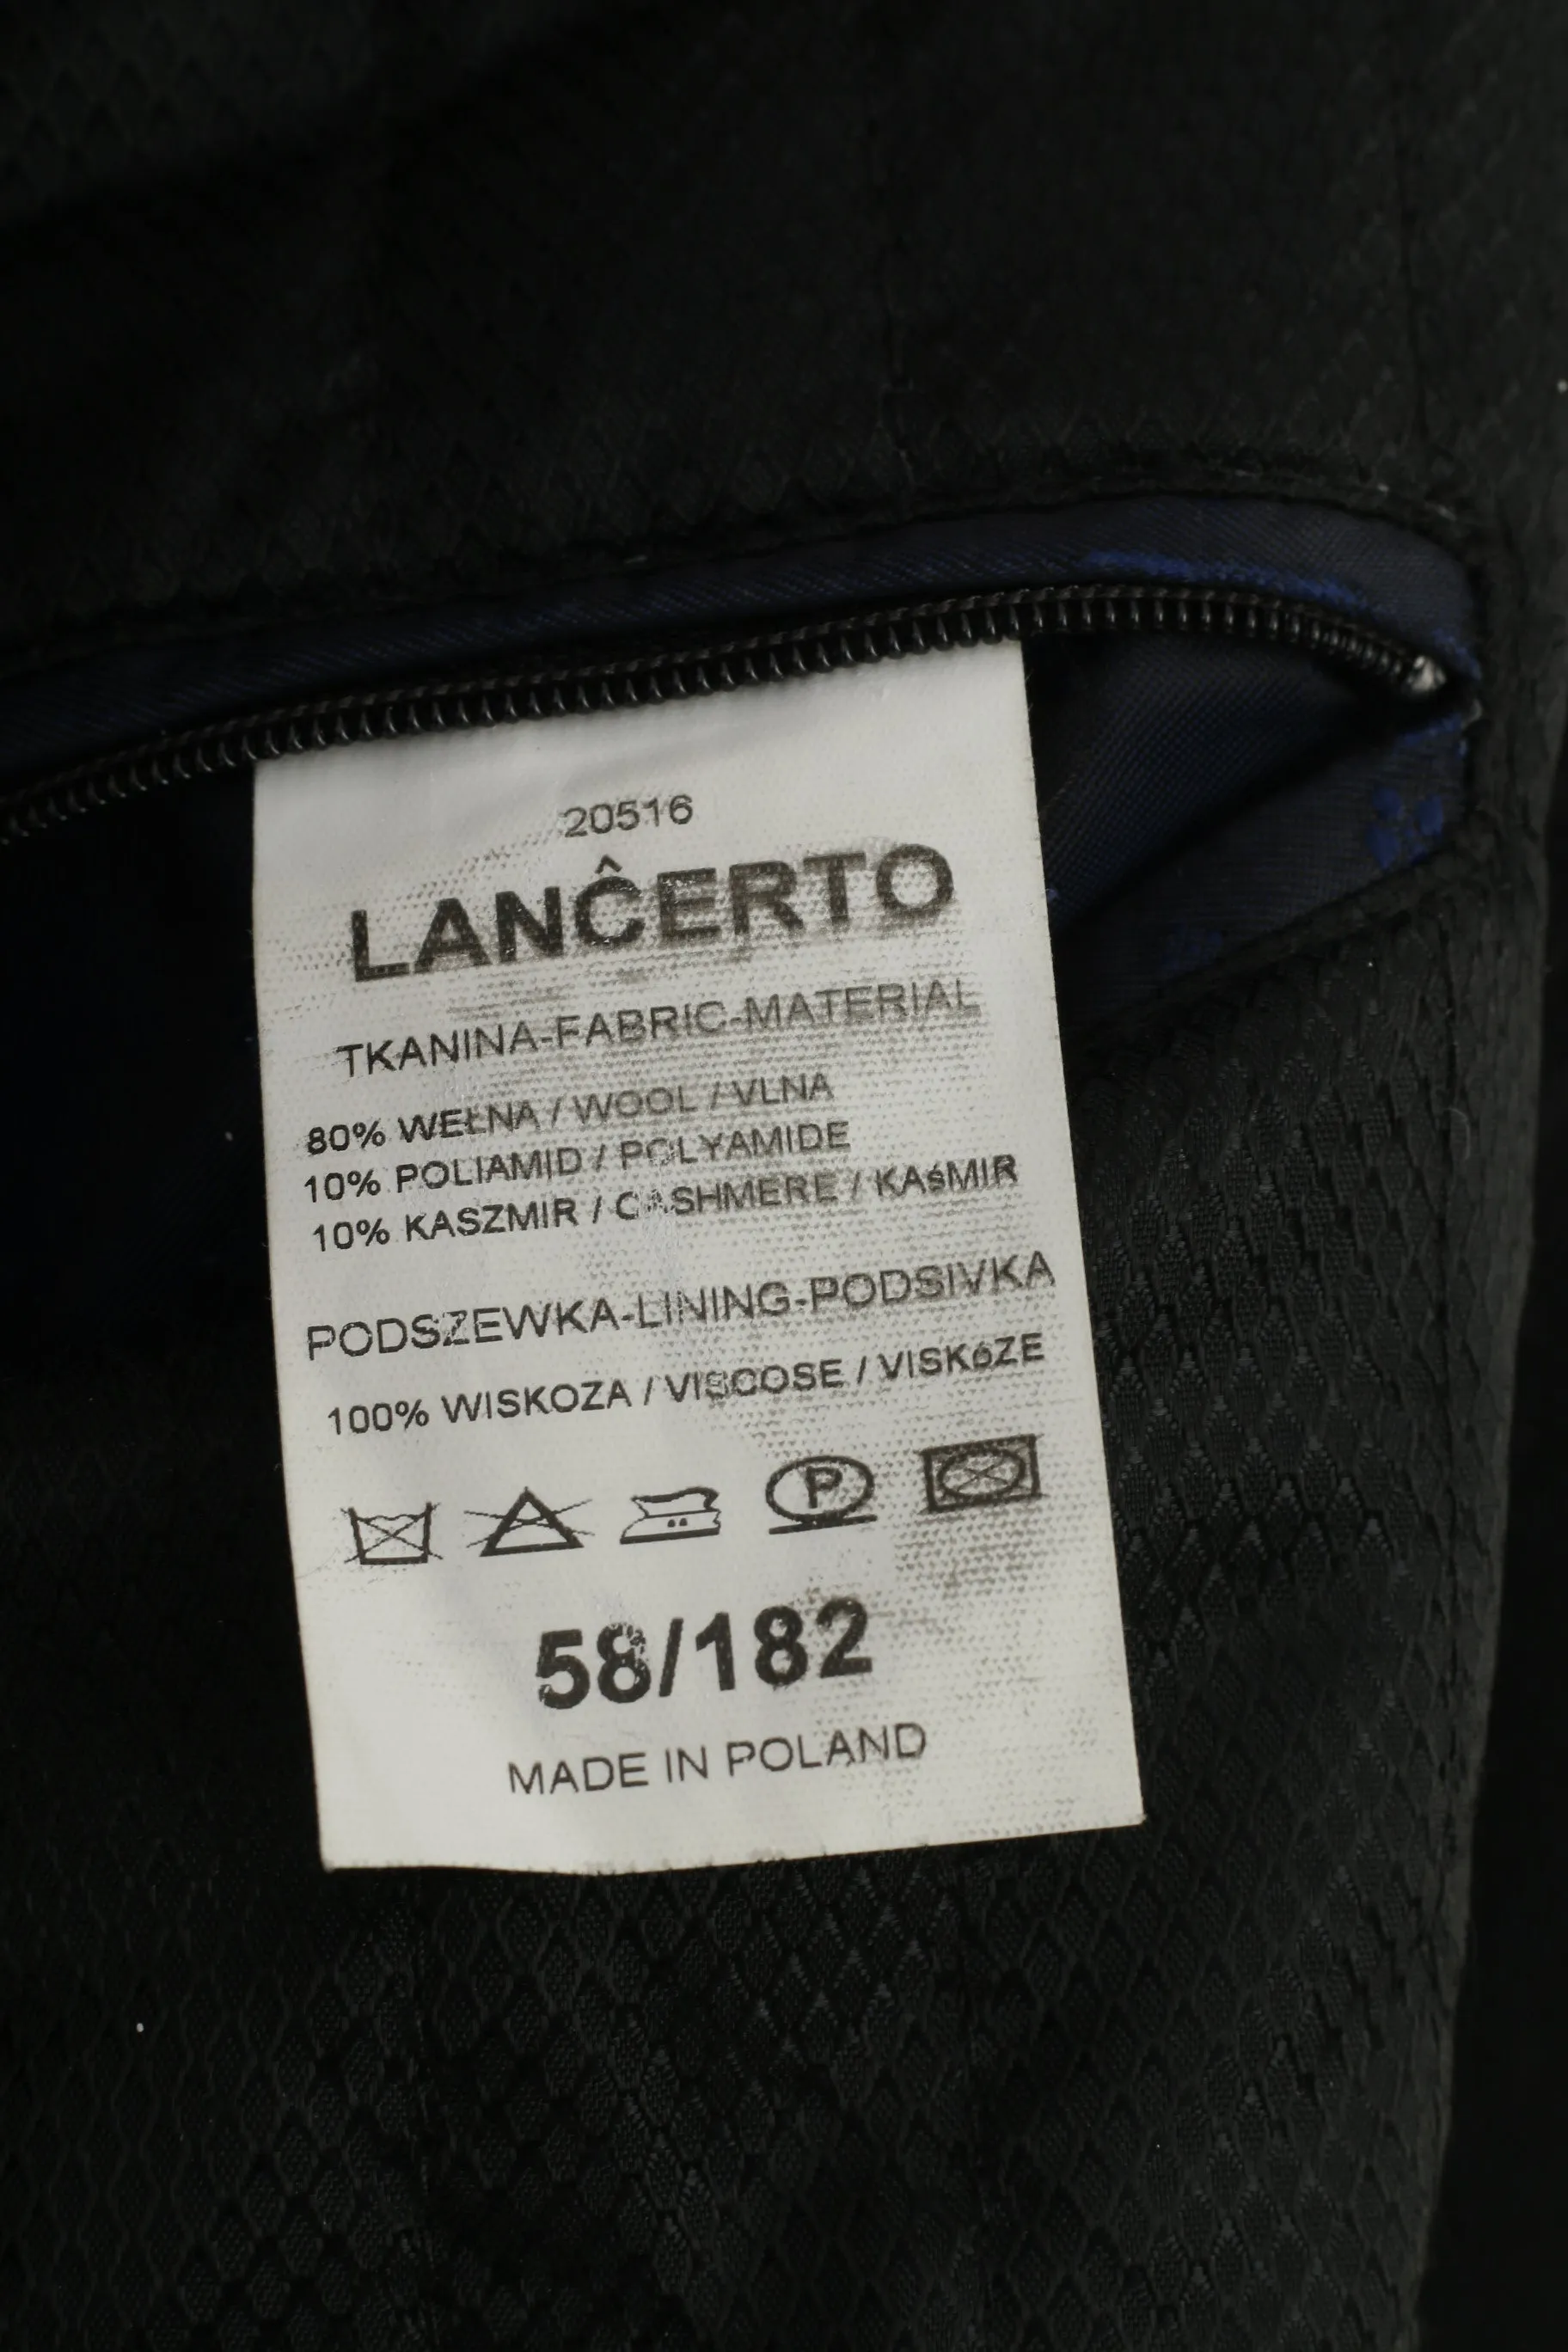 20516
LANĈERTO
TKANINA-FABRIC-MATERIAL
80% WEŁNA / WOOL / VLNA
10% POLIAMID / POLYAMIDE
10% KASZMIR / CASHMERE / KAśMIR
PODSZEWKA-LINING-PODSIVKA
100% WISKOZA / VISCOSE / VISKóZE
P
58/182
MADE IN POLAND